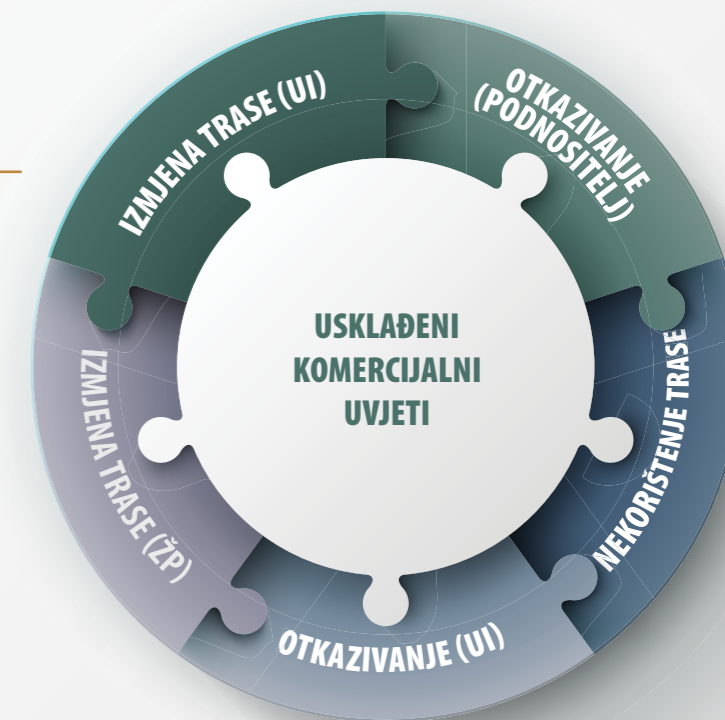 IZMJENA TRASE (UI)
OTKAZIVANJE
(PODNOSITELJ)
NEKORIŠTENJE TRASE
OTKAZIVANJE (UI)
IZMJENA TRASE (ŽP)
USKLAĐENI
KOMERCIJALNI
UVJETI